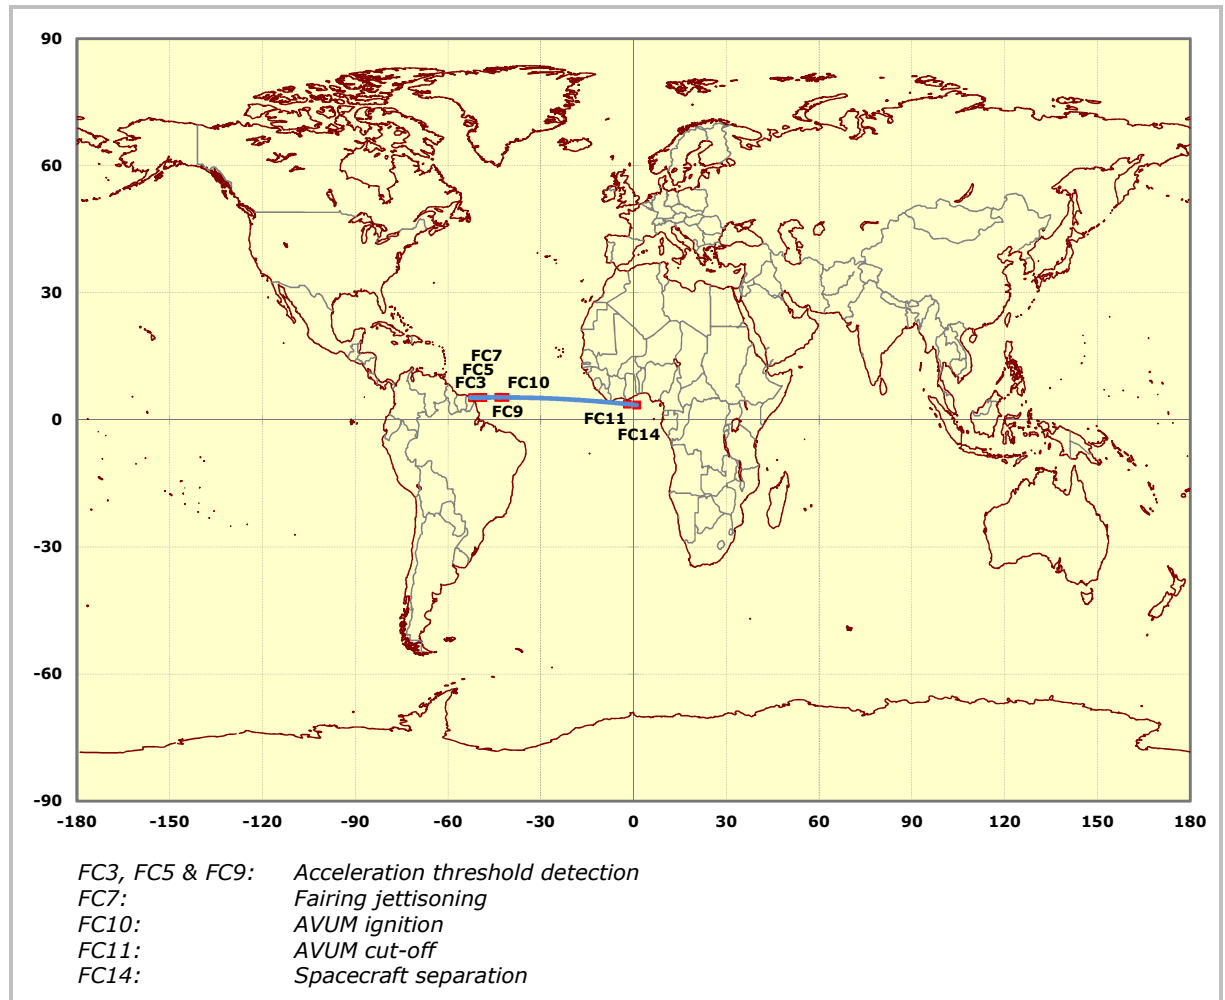 90
60
30
0
-30
-60
-90
FC7
FC5
FC3 FC10
FC9
FC11
FC14
-180 -150 -120 -90 -60 -30 0 30 60 90 120 150 180
FC3, FC5 & FC9: Acceleration threshold detection
FC7: Fairing jettisoning
FC10: AVUM ignition
FC11: AVUM cut-off
FC14: Spacecraft separation